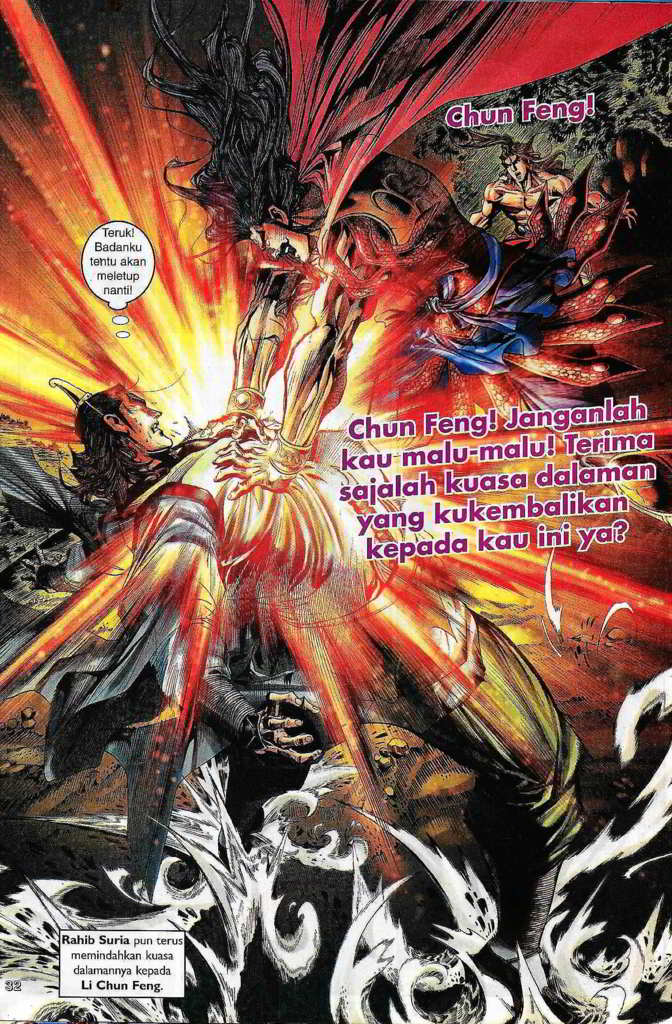 Chun Feng!
Teruk!
Badanku
tentu akan
meletup
nanti!
Chun Feng! Janganlah
kau malu-malu! Terima
sajalah kuasa dalaman
yang kukembalikan
kepada kau ini ya?
Rahib Suria pun terus
memindahkan kuasa
dalamannya kepada
Li Chun Feng.
32